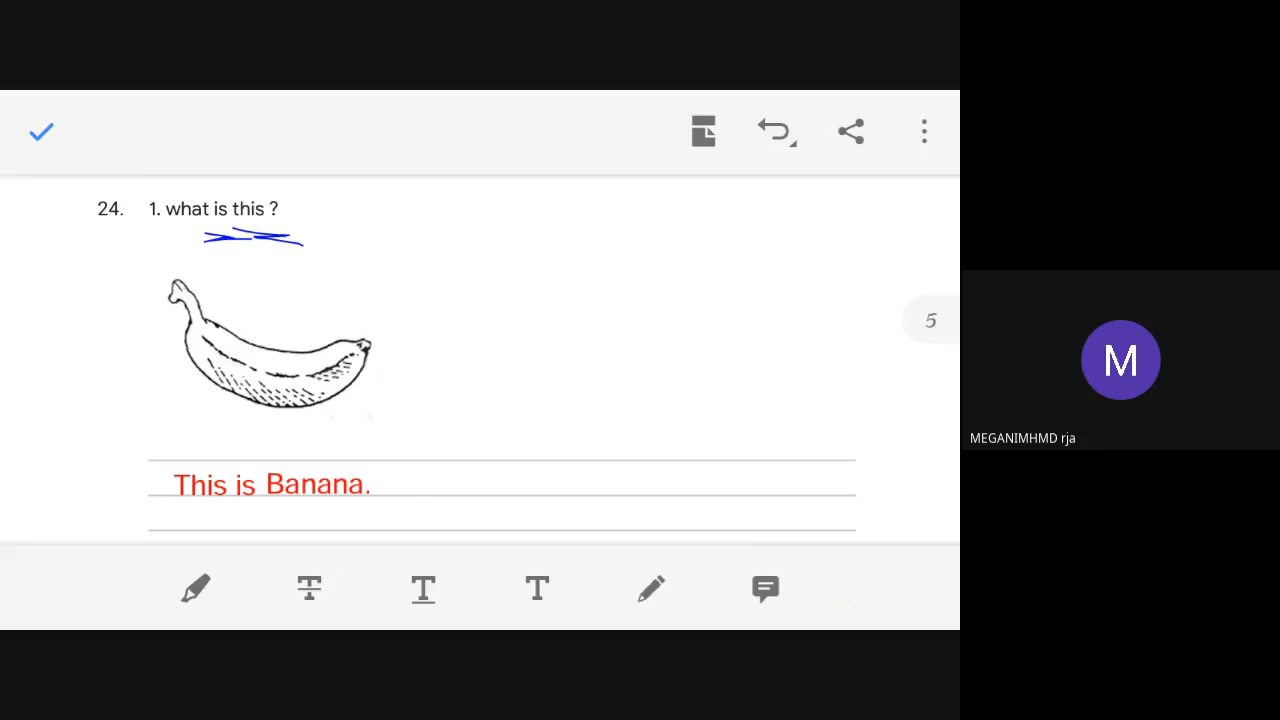 24. 1. what is this ?
5
This is Banana.
M
MEGANIMHMD rja